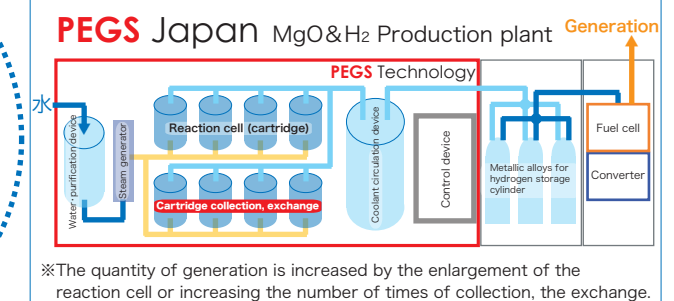 PEGS Japan MgO&H₂ Production plant
Generation
PEGS Technology
水
Water・purification device
Steam generator
Reaction cell (cartridge)
Cartridge collection, exchange
Coolant circulation device
Control device
Metallic alloys for
hydrogen storage
cylinder
Fuel cell
Converter
※The quantity of generation is increased by the enlargement of the
reaction cell or increasing the number of times of collection, the exchange.